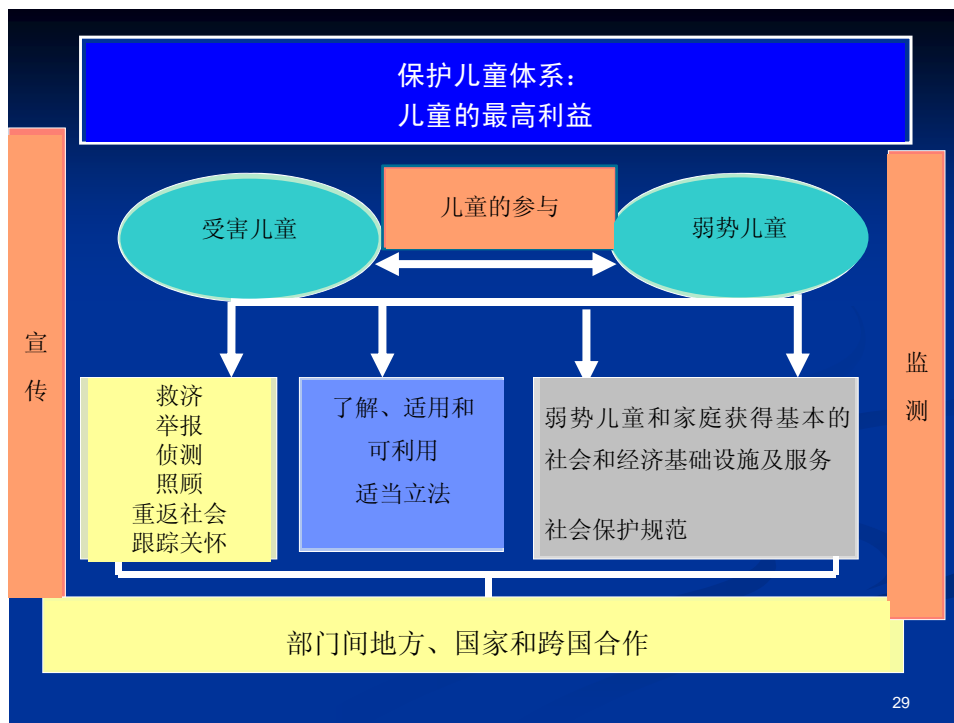 保护儿童体系：
儿童的最高利益
儿童的参与
受害儿童
弱势儿童
宣
传
监
测
救济
举报
侦测
照顾
重返社会
跟踪关怀
了解、适用和
可利用
适当立法
弱势儿童和家庭获得基本的
社会和经济基础设施及服务
社会保护规范
部门间地方、国家和跨国合作
29